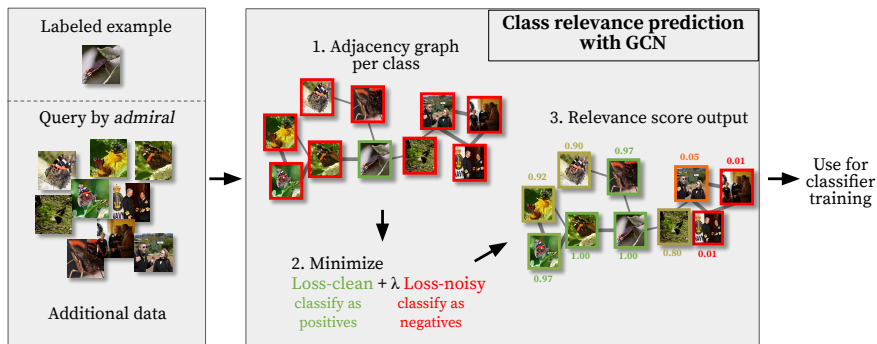 Labeled example
Query by admiral
Additional data
Class relevance prediction
with GCN
1. Adjacency graph
per class
2. Minimize
Loss-clean + λ Loss-noisy
classify as
positives
classify as
negatives
3. Relevance score output
0.90
0.97
0.05
0.01
0.92
0.97
1.00
1.00
0.80
0.01
Use for
classifier
training